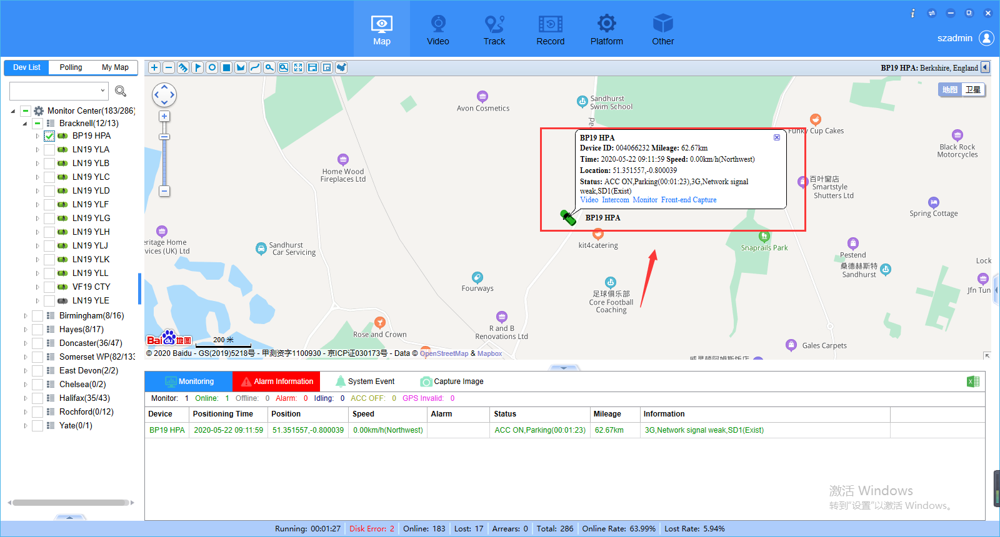 Map
Video
Track
Record
Platform
Other
szadmin
Dev List Polling My Map
BP19 HPA: Berkshire, England
Monitor Center(183/286)
Bracknell(12/13)
BP19 HPA
LN19 YLA
LN19 YLB
LN19 YLC
LN19 YLD
LN19 YLF
LN19 YLG
LN19 YLH
LN19 YLJ
LN19 YLK
LN19 YLL
VF19 CTY
LN19 YLE
Birmingham(8/16)
Hayes(8/17)
Doncaster(36/47)
Somerset WP(82/133
East Devon(2/2)
Chelsea(0/2)
Halifax(35/43)
Rochford(0/12)
Yate(0/1)
地图 卫星
Avon Cosmetics
Sandhurst
Swim School
Funky Cup Cakes
Black Rock
Motorcycles
Home Wood
Fireplaces Ltd
BP19 HPA
Device ID: 004066232 Mileage: 62.67km
Time: 2020-05-22 09:11:59 Speed: 0.00km/h(Northwest)
Location: 51.351557,-0.800039
Status: ACC ON,Parking(00:01:23),3G,Network signal
weak,SD1(Exist)
Video Intercom Monitor Front-end Capture
BP19 HPA
百叶窗店
Smartstyle
Shutters Ltd
Spring Cottage
eritage Home
vices (UK) Ltd
Sandhurst
Car Servicing
kit4catering
Snaprails Park
Pestend
桑德赫斯特
Sandhurst
Lock
Jfn Tun
Fourways
足球俱乐部
Core Football
Coaching
R and B
Renovations Ltd
Rose and Crown
Gales Carpets
威灵顿阿姆斯饭店
Bai du 地图
200 米
© 2020 Baidu - GS(2019)5218号 - 甲测资字1100930 - 京ICP证030173号 - Data © OpenStreetMap & Mapbox
Monitoring Alarm Information System Event Capture Image
Monitor: 1 Online: 1 Offline: 0 Alarm: 0 Idling: 0 ACC OFF: 0 GPS Invalid: 0
Device Positioning Time Position Speed Alarm Status Mileage Information
BP19 HPA 2020-05-22 09:11:59 51.351557,-0.800039 0.00km/h(Northwest) ACC ON,Parking(00:01:23) 62.67km 3G,Network signal weak,SD1(Exist)
激活 Windows
转到"设置"以激活 Windows。
Running: 00:01:27 Disk Error: 2 Online: 183 Lost: 17 Arrears: 0 Total: 286 Online Rate: 63.99% Lost Rate: 5.94%